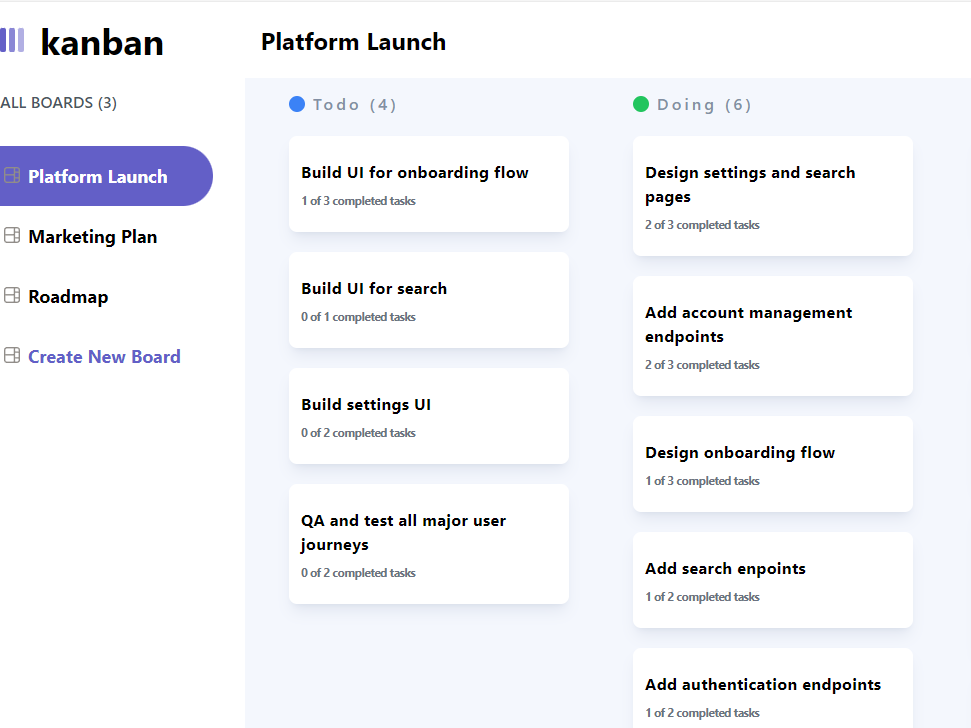 kanban
ALL BOARDS (3)
Platform Launch
Marketing Plan
Roadmap
Create New Board
Platform Launch
Todo (4)
Build UI for onboarding flow
1 of 3 completed tasks
Build UI for search
0 of 1 completed tasks
Build settings UI
0 of 2 completed tasks
QA and test all major user
journeys
0 of 2 completed tasks
Doing (6)
Design settings and search
pages
2 of 3 completed tasks
Add account management
endpoints
2 of 3 completed tasks
Design onboarding flow
1 of 3 completed tasks
Add search enpoints
1 of 2 completed tasks
Add authentication endpoints
1 of 2 completed tasks